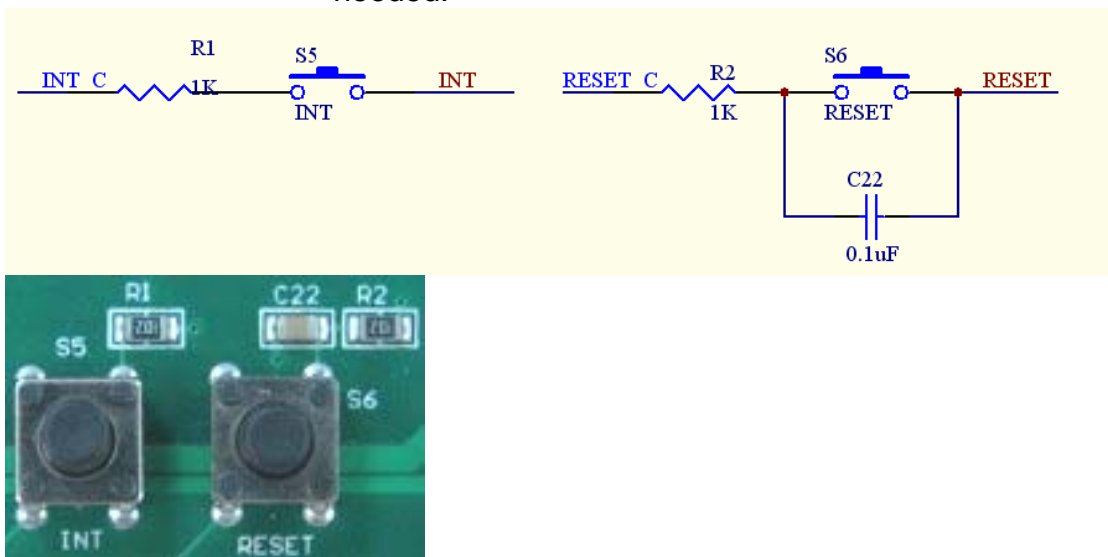 needed.
R1 S5 S6
INT C 1K INT RESET C R2 RESET
INT 1K RESET
C22
0.1uF
R1 C22 R2
S5
S6
INT RESET